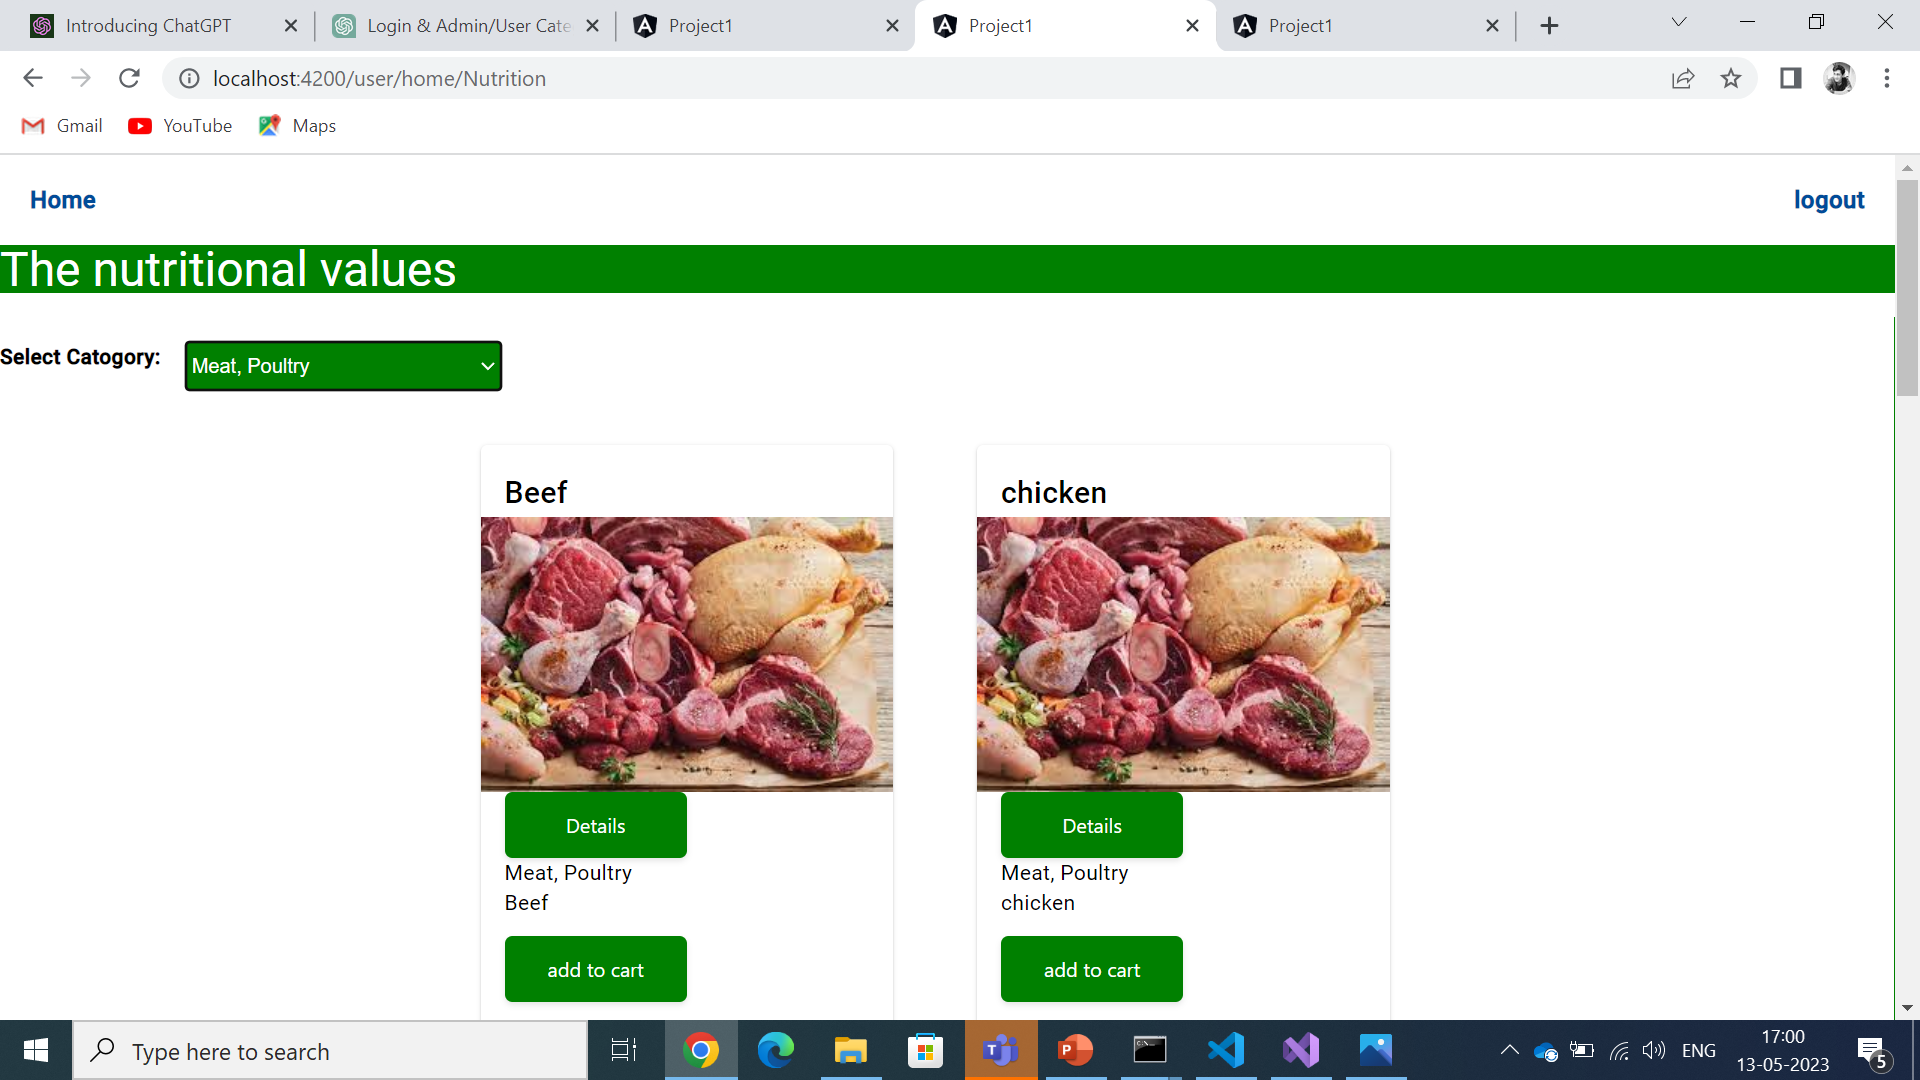 Introducing ChatGPT
Login & Admin/User Cate
Project1
Project1
Project1
localhost:4200/user/home/Nutrition
Gmail
YouTube
Maps
Home
logout
The nutritional values
Select Catogory:
Meat, Poultry
Beef
chicken
Details
Details
Meat, Poultry
Meat, Poultry
Beef
chicken
add to cart
add to cart
Type here to search
ENG
17:00
13-05-2023
5